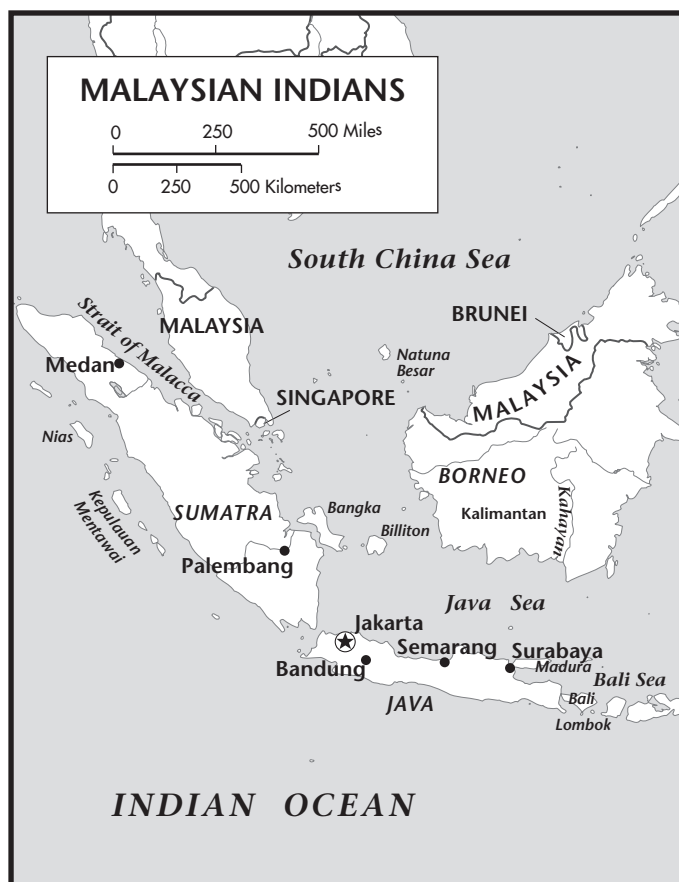 MALAYSIAN INDIANS
0 250 500 Miles
0 250 500 Kilometers
South China Sea
BRUNEI
MALAYSIA
Strait of Malacca
Natuna
Besar
Medan
MALAYSIA
SINGAPORE
Nias
BORNEO
Kepulauan
Mentawai
SUMATRA
Bangka
Kalimantan
Kahayan
Billiton
Palembang
Java Sea
Jakarta
Semarang
Surabaya
Bandung
Madura
Bali Sea
JAVA
Bali
Lombok
INDIAN OCEAN